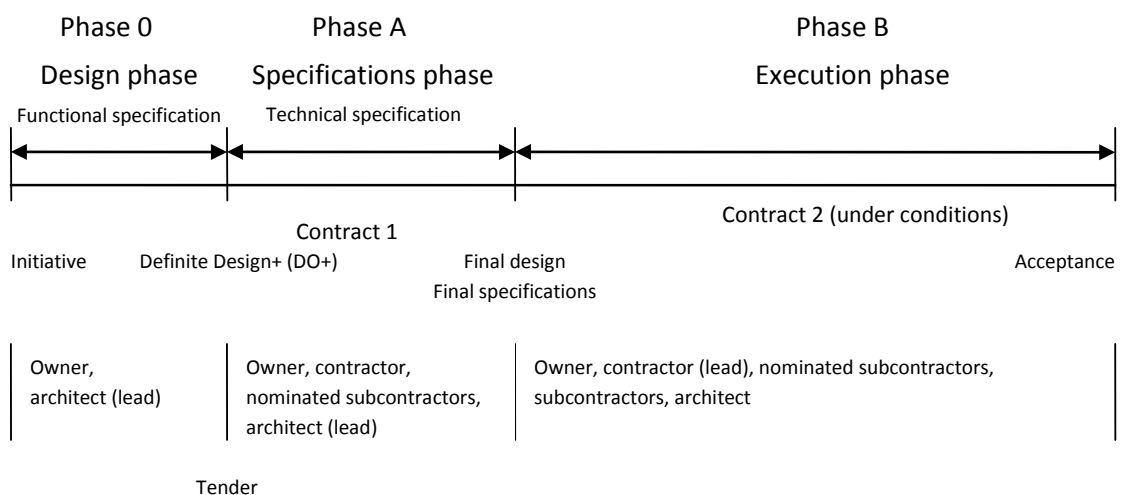 Phase 0
Phase A
Phase B
Design phase
Specifications phase
Execution phase
Functional specification
Technical specification
Contract 1
Contract 2 (under conditions)
Initiative
Definite Design+ (DO+)
Final design
Final specifications
Acceptance
Owner,
architect (lead)
Owner, contractor,
nominated subcontractors,
architect (lead)
Owner, contractor (lead), nominated subcontractors,
subcontractors, architect
Tender